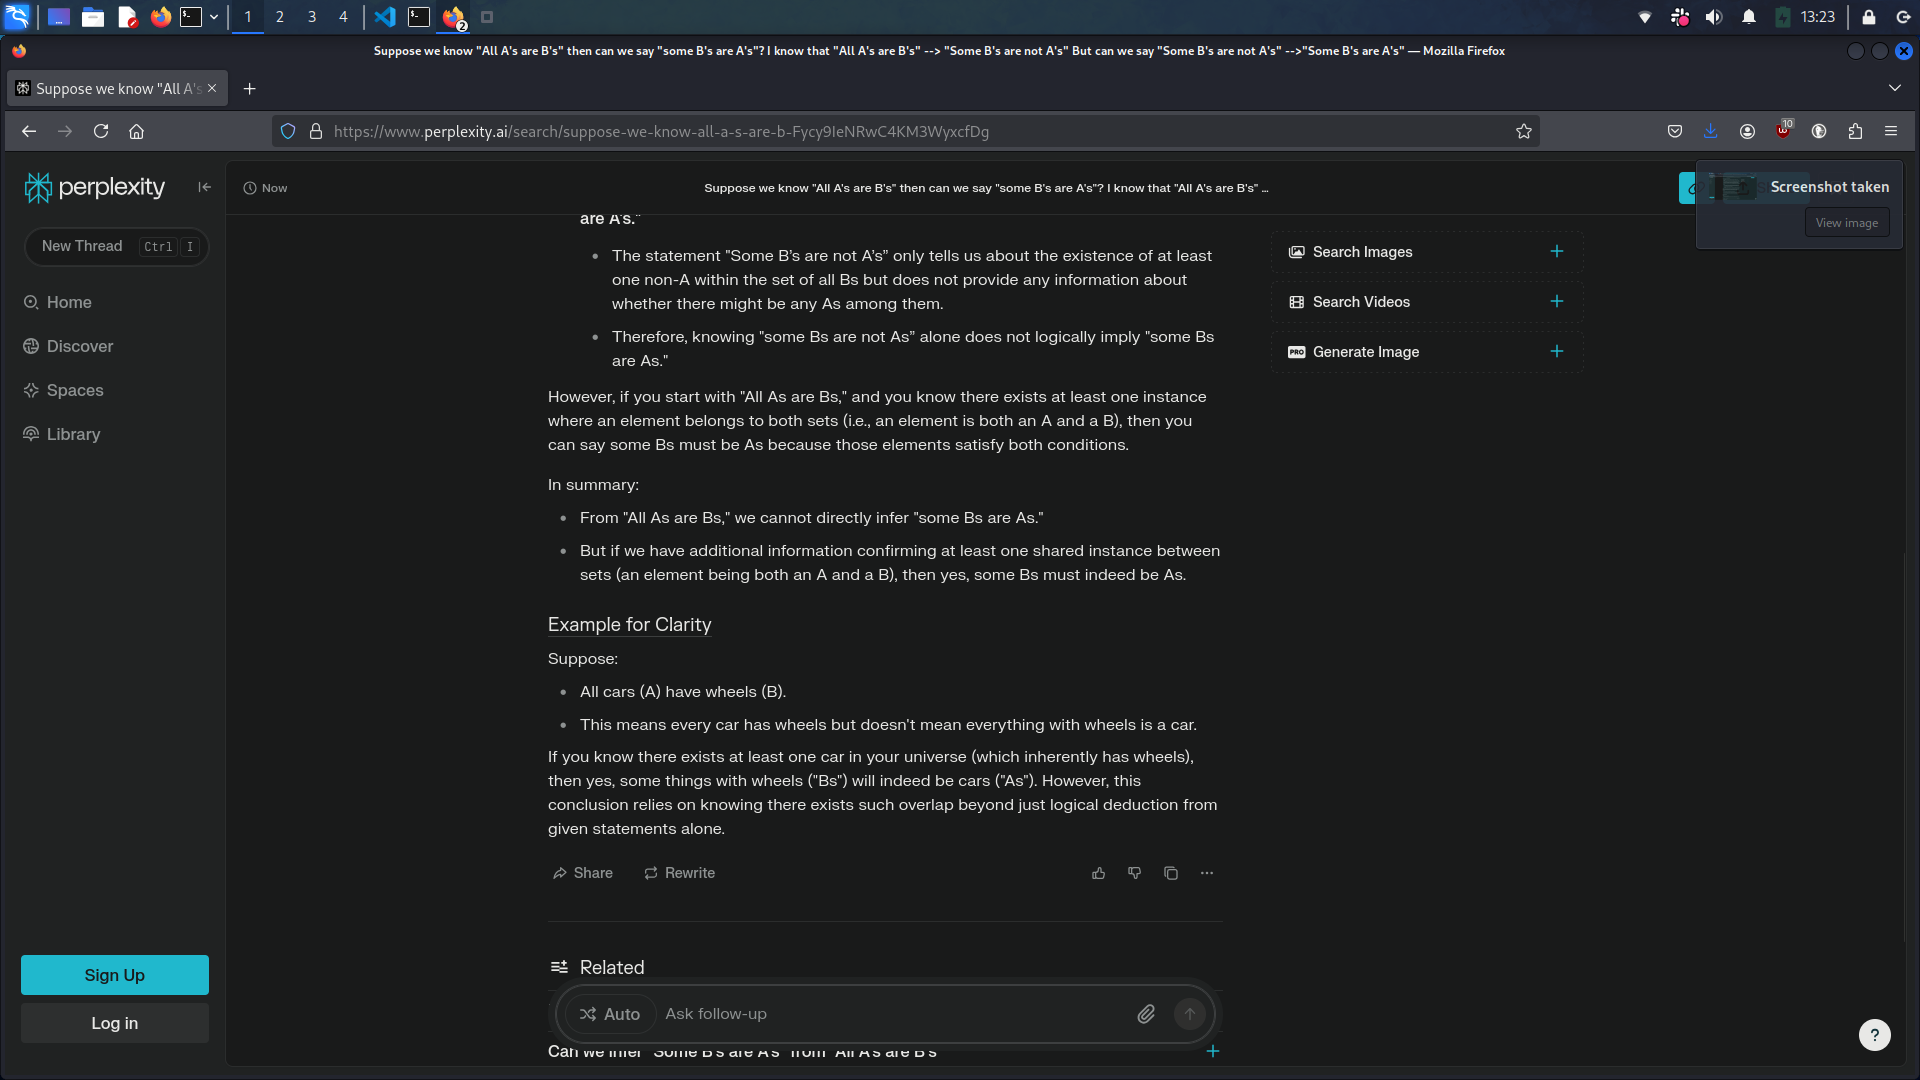 1 2 3 4
2
13:23
Suppose we know "All A's are B's" then can we say "some B's are A's"? I know that "All A's are B's" --> "Some B's are not A's" But can we say "Some B's are not A's" -->"Some B's are A's" — Mozilla Firefox
Suppose we know "All A's
https://www.perplexity.ai/search/suppose-we-know-all-a-s-are-b-Fycy9IeNRwC4KM3WyxcfDg
10
perplexity
Now
Suppose we know "All A's are B's" then can we say "some B's are A's"? I know that "All A's are B's" ...
Screenshot taken
View image
New Thread Ctrl I
Home
Discover
Spaces
Library
Sign Up
Log in
are A's."
The statement "Some B’s are not A’s” only tells us about the existence of at least
one non-A within the set of all Bs but does not provide any information about
whether there might be any As among them.
Therefore, knowing "some Bs are not As” alone does not logically imply "some Bs
are As."
However, if you start with "All As are Bs," and you know there exists at least one instance
where an element belongs to both sets (i.e., an element is both an A and a B), then you
can say some Bs must be As because those elements satisfy both conditions.
In summary:
From "All As are Bs," we cannot directly infer "some Bs are As."
But if we have additional information confirming at least one shared instance between
sets (an element being both an A and a B), then yes, some Bs must indeed be As.
Example for Clarity
Suppose:
All cars (A) have wheels (B).
This means every car has wheels but doesn't mean everything with wheels is a car.
If you know there exists at least one car in your universe (which inherently has wheels),
then yes, some things with wheels ("Bs") will indeed be cars ("As"). However, this
conclusion relies on knowing there exists such overlap beyond just logical deduction from
given statements alone.
Share Rewrite
Related
Auto Ask follow-up
Can we infer "Some B's are A's" from "All A's are B's"
Search Images
Search Videos
PRO Generate Image
?